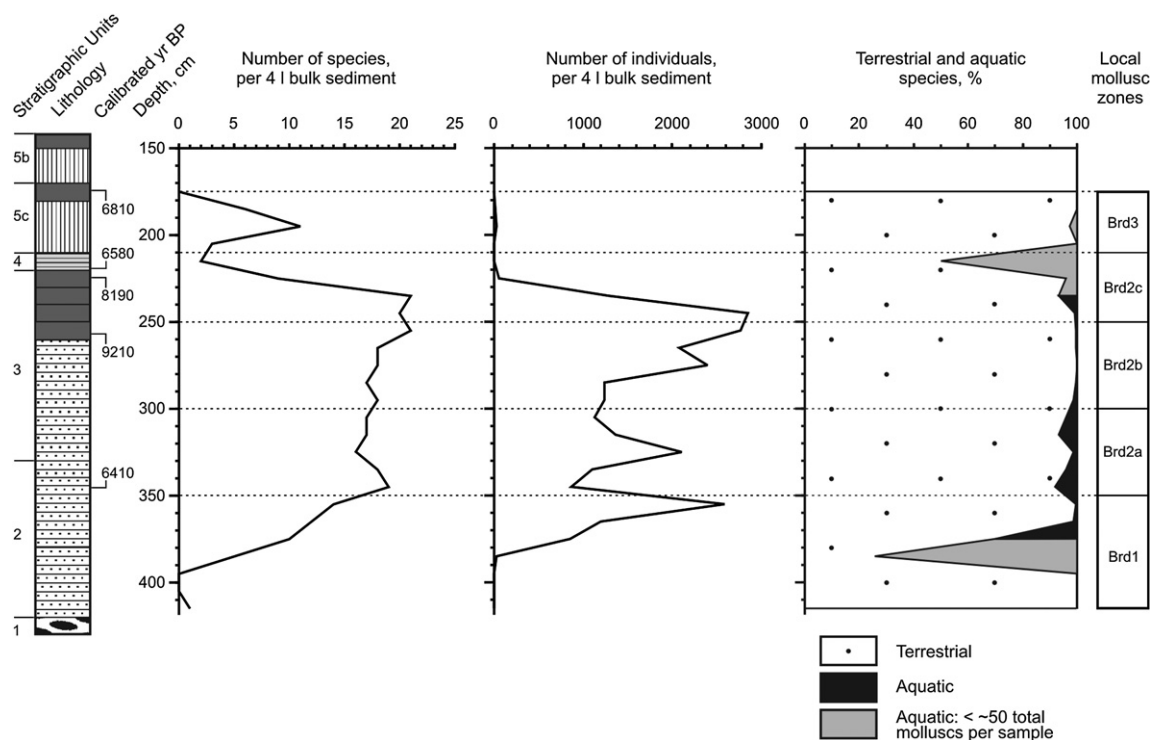 Stratigraphic Units
Lithology
Calibrated yr BP
Depth, cm
Number of species,
per 4 l bulk sediment
Number of individuals,
per 4 l bulk sediment
Terrestrial and aquatic
species, %
Local
mollusc
zones
0 5 10 15 20 25
0 1000 2000 3000
0 20 40 60 80 100
150
200
250
300
350
400
5b
5c
4
3
2
1
6810
6580
8190
9210
6410
Brd3
Brd2c
Brd2b
Brd2a
Brd1
Terrestrial
Aquatic
Aquatic: < ~50 total
molluscs per sample